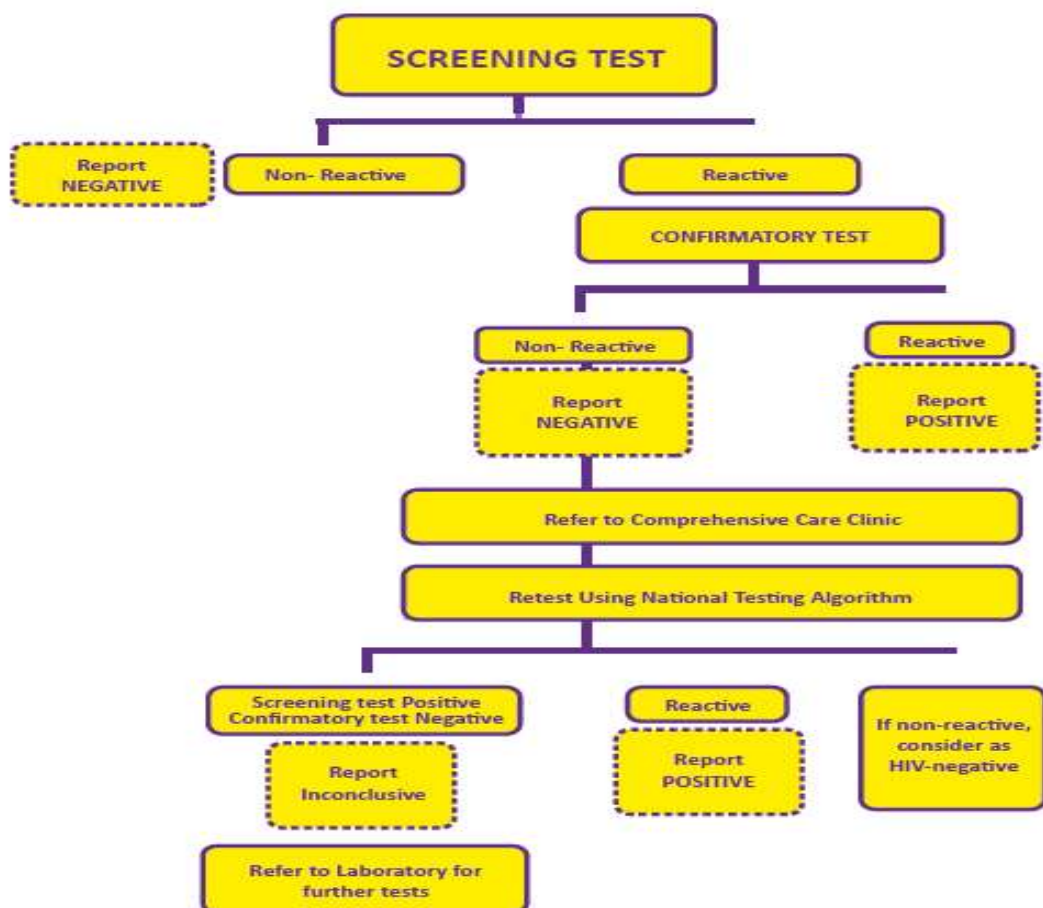 SCREENING TEST
Report
NEGATIVE
Non- Reactive
Reactive
CONFIRMATORY TEST
Non- Reactive
Reactive
Report
NEGATIVE
Report
POSITIVE
Refer to Comprehensive Care Clinic
Retest Using National Testing Algorithm
Screening test Positive
Confirmatory test Negative
Reactive
If non-reactive,
consider as
HIV-negative
Report
Inconclusive
Report
POSITIVE
Refer to Laboratory for
further tests